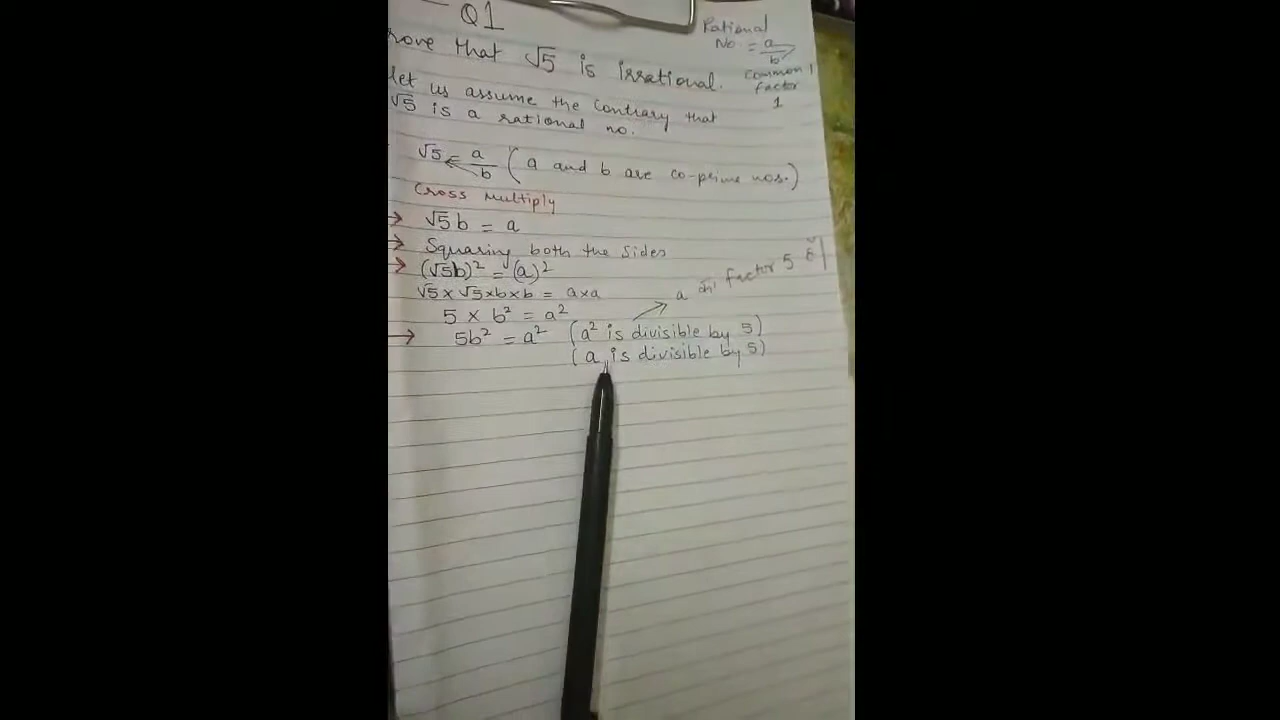 Q1
rove that √5 is irrational.
Rational
No = a/b
common
factor
1
let us assume the contrary that
√5 is a rational no.
√5 = a/b (a and b are co-prime nos.)
Cross Multiply
→ √5b = a
→ Squaring both the sides
→ (√5b)² = (a)²
√5 × √5 × b × b = a×a
5 × b² = a²
a का factor 5 है
→ 5b² = a² (a² is divisible by 5)
(a is divisible by 5)